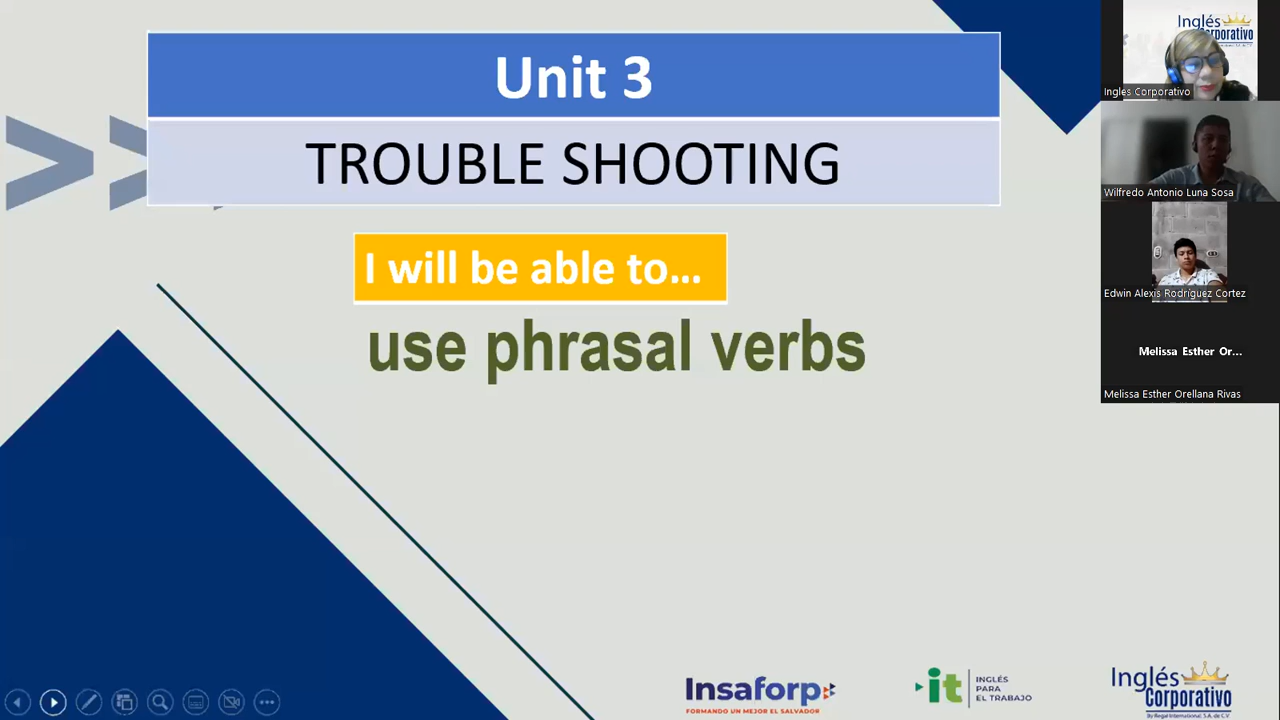 Unit 3
TROUBLE SHOOTING
I will be able to...
use phrasal verbs
Inglés
Corporativo
Ingles Corporativo
Wilfredo Antonio Luna Sosa
Edwin Alexis Rodriguez Cortez
Melissa Esther Or...
Melissa Esther Orellana Rivas
Insaforp
FORMANDO UN MEJOR EL SALVADOR
it
INGLÉS
PARA
EL TRABAJO
Inglés
Corporativo
By Regal International, S.A. de C.V